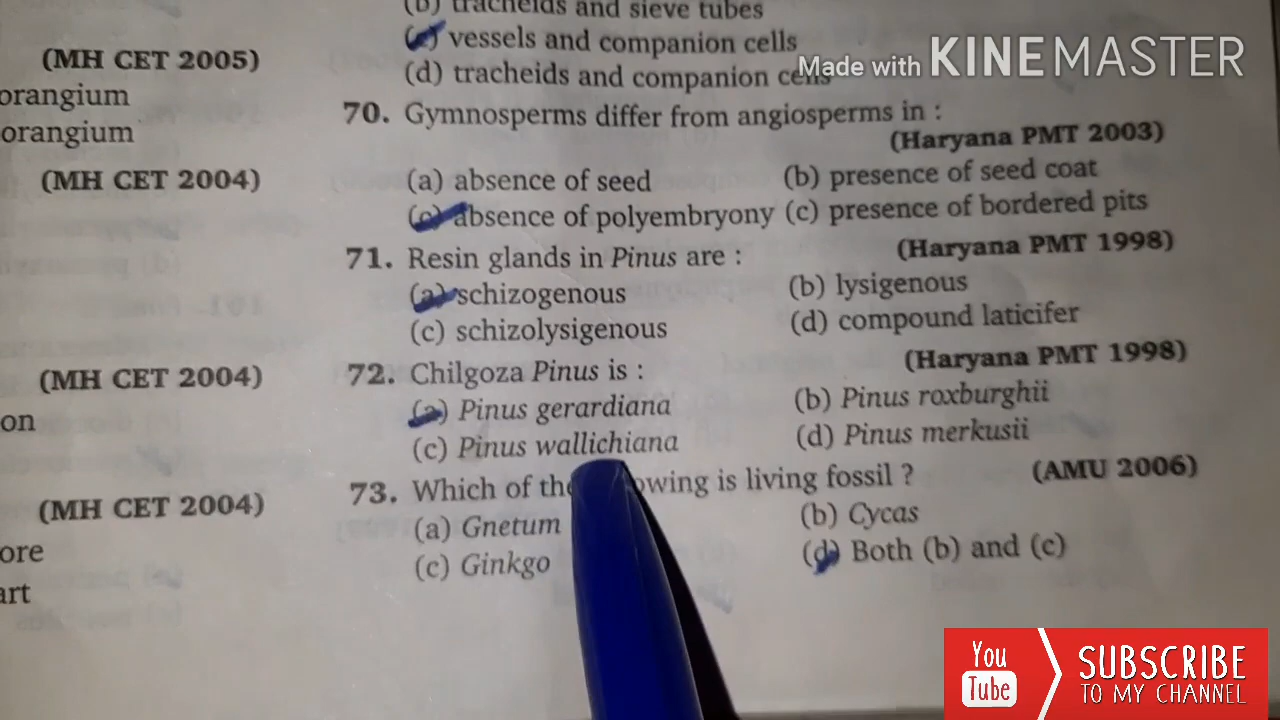 (MH CET 2005)
orangium
orangium
(MH CET 2004)
(MH CET 2004)
on
(MH CET 2004)
ore
art
(b) tracheids and sieve tubes
(c) vessels and companion cells
(d) tracheids and companion cells
70. Gymnosperms differ from angiosperms in :
(Haryana PMT 2003)
(a) absence of seed (b) presence of seed coat
(c) absence of polyembryony (c) presence of bordered pits
71. Resin glands in Pinus are : (Haryana PMT 1998)
(a) schizogenous (b) lysigenous
(c) schizolysigenous (d) compound laticifer
72. Chilgoza Pinus is : (Haryana PMT 1998)
(a) Pinus gerardiana (b) Pinus roxburghii
(c) Pinus wallichiana (d) Pinus merkusii
73. Which of the owing is living fossil ? (AMU 2006)
(a) Gnetum (b) Cycas
(c) Ginkgo (d) Both (b) and (c)
Made with KINEMASTER
You
Tube
SUBSCRIBE
TO MY CHANNEL